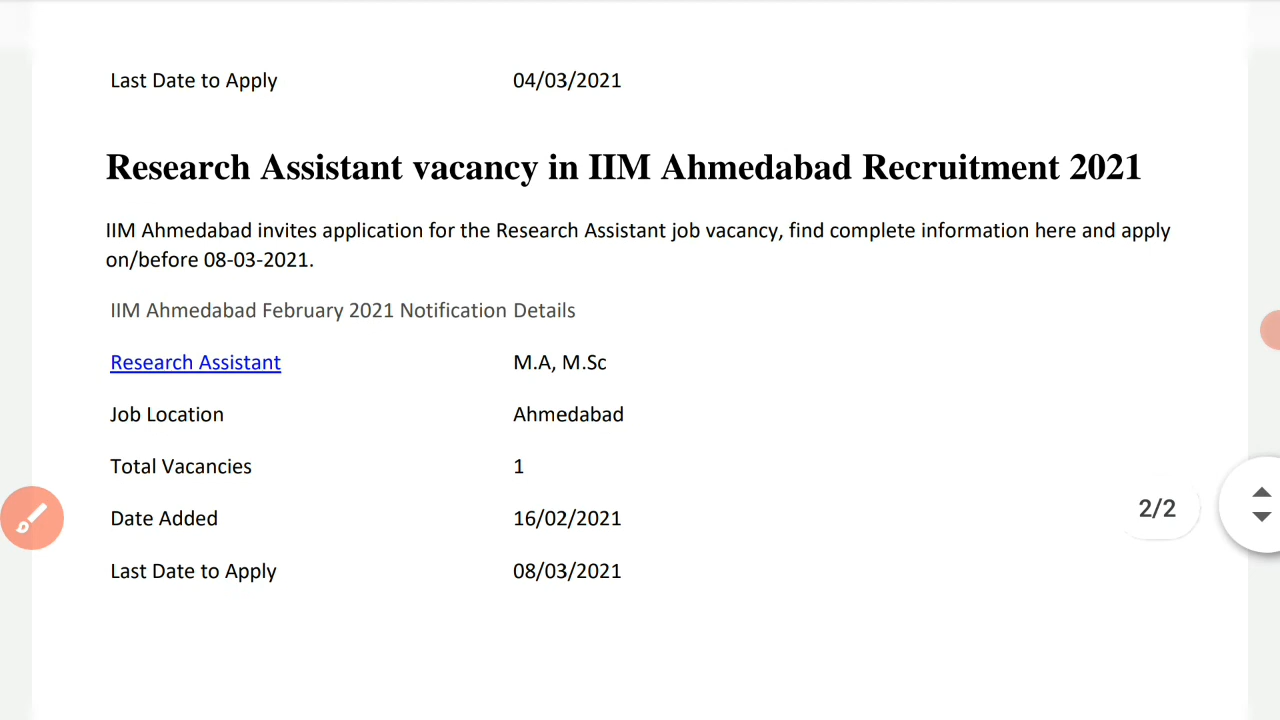 Last Date to Apply 04/03/2021
Research Assistant vacancy in IIM Ahmedabad Recruitment 2021
IIM Ahmedabad invites application for the Research Assistant job vacancy, find complete information here and apply
on/before 08-03-2021.
IIM Ahmedabad February 2021 Notification Details
Research Assistant M.A, M.Sc
Job Location Ahmedabad
Total Vacancies 1
2/2
Date Added 16/02/2021
Last Date to Apply 08/03/2021